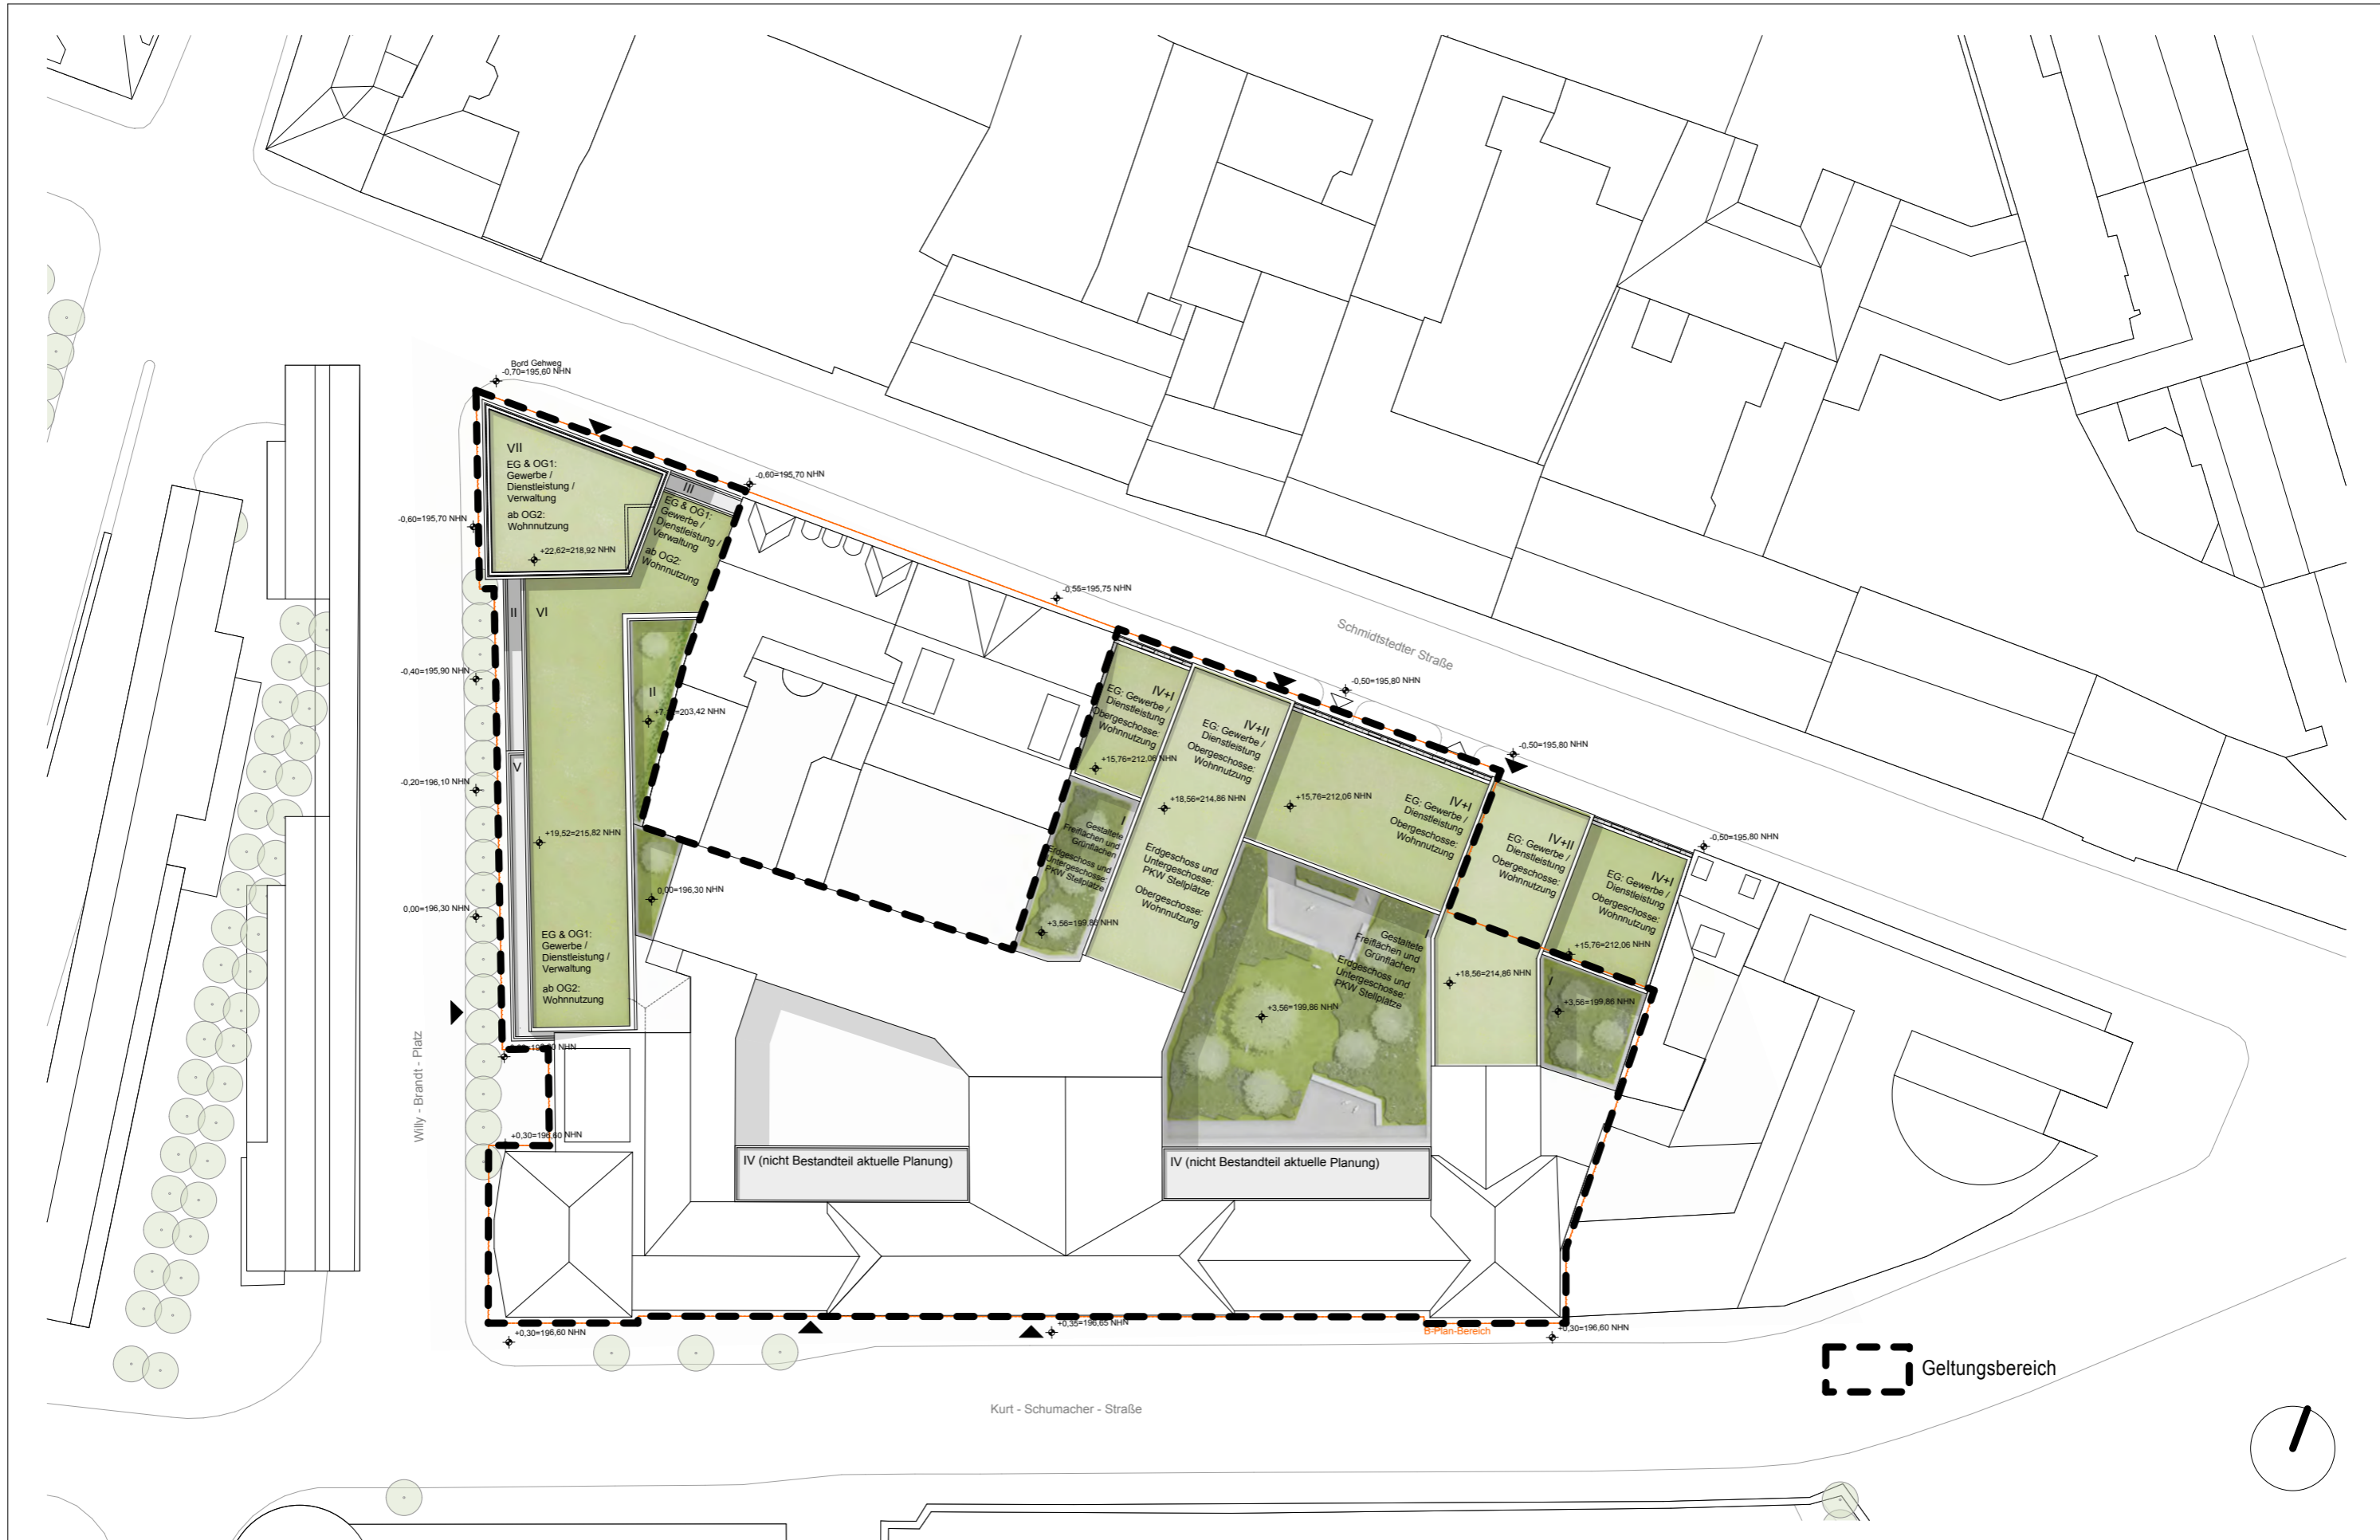 Bord Gehweg
-0,70=195,60 NHN
-0,60=195,70 NHN
VII
EG & OG1:
Gewerbe /
Dienstleistung /
Verwaltung
ab OG2:
Wohnnutzung
+22,62=218,92 NHN
-0,60=195,70 NHN
III
EG & OG1:
Gewerbe /
Dienstleistung /
Verwaltung
ab OG2:
Wohnnutzung
II
VI
-0,40=195,90 NHN
II
=203,42 NHN
-0,20=196,10 NHN
V
+19,52=215,82 NHN
0,00=196,30 NHN
0,00=196,30 NHN
EG & OG1:
Gewerbe /
Dienstleistung /
Verwaltung
ab OG2:
Wohnnutzung
Willy - Brandt - Platz
+0,30=196,60 NHN
+0,30=196,60 NHN
-0,55=195,75 NHN
Schmidtstedter Straße
-0,50=195,80 NHN
-0,50=195,80 NHN
-0,50=195,80 NHN
IV+I
EG: Gewerbe /
Dienstleistung
Obergeschosse:
Wohnnutzung
+15,76=212,06 NHN
I
Gestaltete
Freiflächen und
Grünflächen
Erdgeschoss und
Untergeschosse:
PKW Stellplätze
+3,56=199,86 NHN
IV+II
EG: Gewerbe /
Dienstleistung
Obergeschosse:
Wohnnutzung
+18,56=214,86 NHN
Erdgeschoss und
Untergeschosse:
PKW Stellplätze
Obergeschosse:
Wohnnutzung
IV+I
EG: Gewerbe /
Dienstleistung
Obergeschosse:
Wohnnutzung
+15,76=212,06 NHN
I
Gestaltete
Freiflächen und
Grünflächen
Erdgeschoss und
Untergeschosse:
PKW Stellplätze
+3,56=199,86 NHN
IV+II
EG: Gewerbe /
Dienstleistung
Obergeschosse:
Wohnnutzung
+18,56=214,86 NHN
IV+I
EG: Gewerbe /
Dienstleistung
Obergeschosse:
Wohnnutzung
+15,76=212,06 NHN
I
+3,56=199,86 NHN
IV (nicht Bestandteil aktuelle Planung)
IV (nicht Bestandteil aktuelle Planung)
+0,35=196,65 NHN
B-Plan-Bereich
+0,30=196,60 NHN
Geltungsbereich
Kurt - Schumacher - Straße